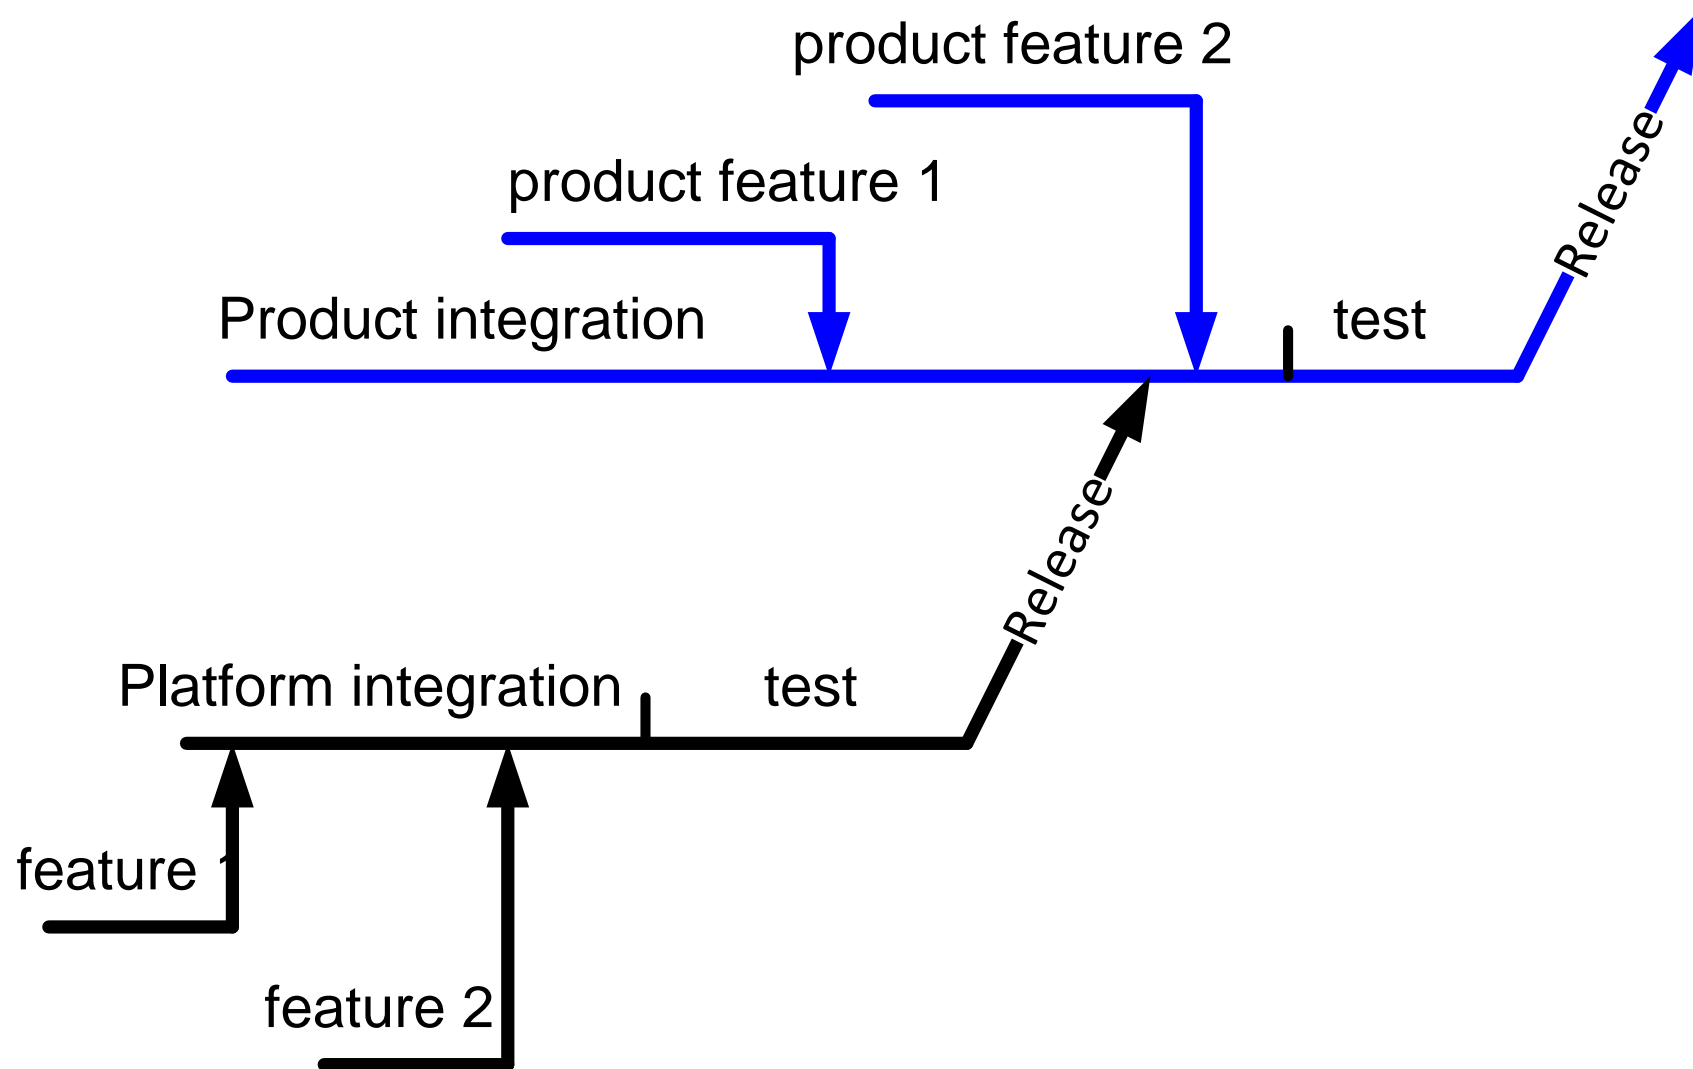 product feature 2
product feature 1
Release
Product integration
test
Release
Platform integration
test
feature 1
feature 2